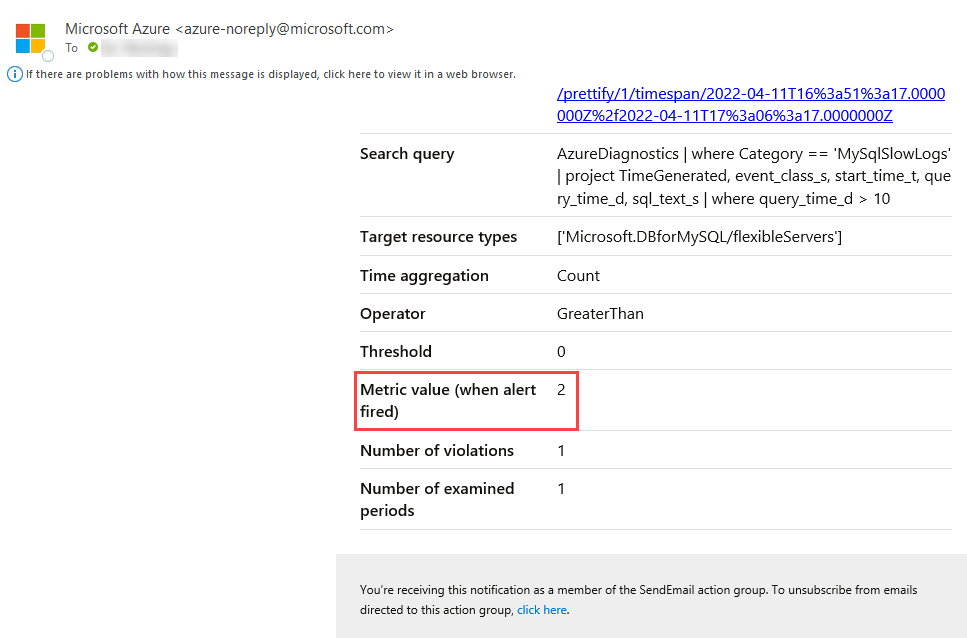 Microsoft Azure <azure-noreply@microsoft.com>
To
If there are problems with how this message is displayed, click here to view it in a web browser.
/prettify/1/timespan/2022-04-11T16%3a51%3a17.0000
000Z%2f2022-04-11T17%3a06%3a17.0000000Z
Search query
AzureDiagnostics | where Category == 'MySqlSlowLogs'
| project TimeGenerated, event_class_s, start_time_t, que
ry_time_d, sql_text_s | where query_time_d > 10
Target resource types
['Microsoft.DBforMySQL/flexibleServers']
Time aggregation
Count
Operator
GreaterThan
Threshold
0
Metric value (when alert
fired)
2
Number of violations
1
Number of examined
periods
1
You're receiving this notification as a member of the SendEmail action group. To unsubscribe from emails
directed to this action group, click here.